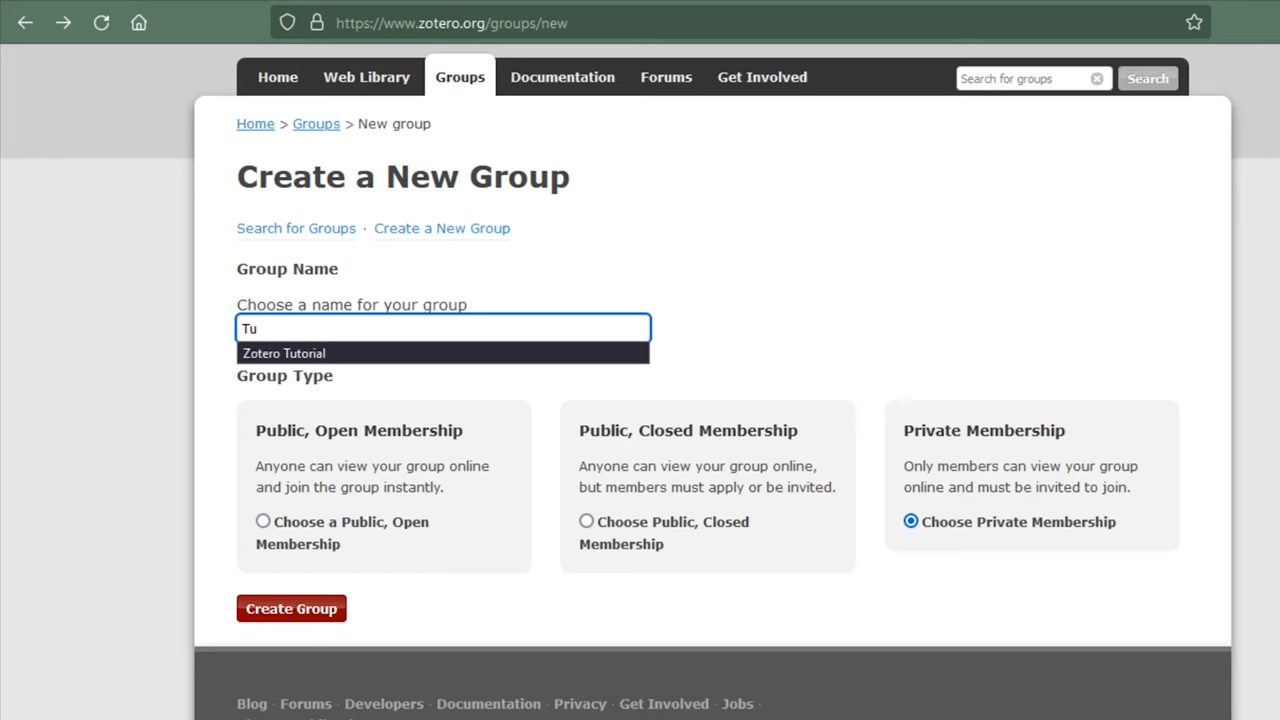 https://www.zotero.org/groups/new
Home Web Library Groups Documentation Forums Get Involved Search for groups Search
Home > Groups > New group
Create a New Group
Search for Groups · Create a New Group
Group Name
Choose a name for your group
Tu
Zotero Tutorial
Group Type
Public, Open Membership
Anyone can view your group online
and join the group instantly.
Choose a Public, Open
Membership
Public, Closed Membership
Anyone can view your group online,
but members must apply or be invited.
Choose Public, Closed
Membership
Private Membership
Only members can view your group
online and must be invited to join.
Choose Private Membership
Create Group
Blog · Forums · Developers · Documentation · Privacy · Get Involved · Jobs ·